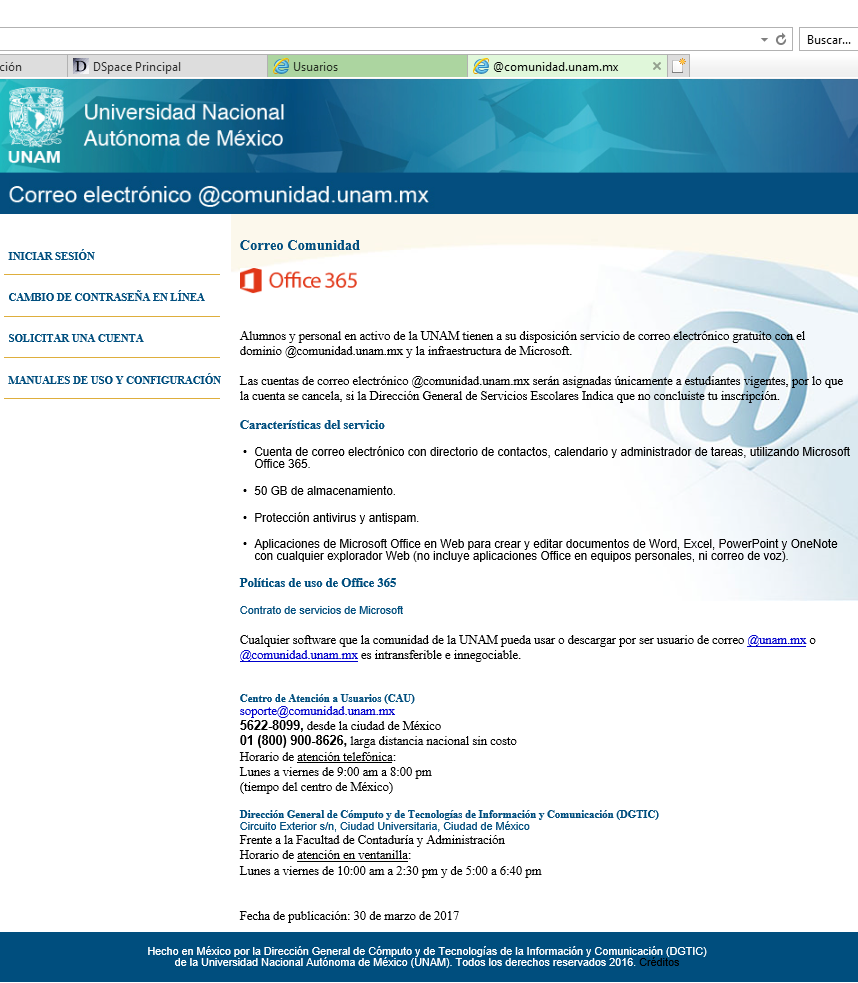 Buscar...
ción
DSpace Principal
Usuarios
@comunidad.unam.mx
Universidad Nacional
Autónoma de México
UNAM
Correo electrónico @comunidad.unam.mx
INICIAR SESIÓN
CAMBIO DE CONTRASEÑA EN LÍNEA
SOLICITAR UNA CUENTA
MANUALES DE USO Y CONFIGURACIÓN
Correo Comunidad
Office 365
Alumnos y personal en activo de la UNAM tienen a su disposición servicio de correo electrónico gratuito con el
dominio @comunidad.unam.mx y la infraestructura de Microsoft.
Las cuentas de correo electrónico @comunidad.unam.mx serán asignadas únicamente a estudiantes vigentes, por lo que
la cuenta se cancela, si la Dirección General de Servicios Escolares Indica que no concluiste tu inscripción.
Características del servicio
• Cuenta de correo electrónico con directorio de contactos, calendario y administrador de tareas, utilizando Microsoft
Office 365.
• 50 GB de almacenamiento.
• Protección antivirus y antispam.
• Aplicaciones de Microsoft Office en Web para crear y editar documentos de Word, Excel, PowerPoint y OneNote
con cualquier explorador Web (no incluye aplicaciones Office en equipos personales, ni correo de voz).
Políticas de uso de Office 365
Contrato de servicios de Microsoft
Cualquier software que la comunidad de la UNAM pueda usar o descargar por ser usuario de correo @unam.mx o
@comunidad.unam.mx es intransferible e innegociable.
Centro de Atención a Usuarios (CAU)
soporte@comunidad.unam.mx
5622-8099, desde la ciudad de México
01 (800) 900-8626, larga distancia nacional sin costo
Horario de atención telefónica:
Lunes a viernes de 9:00 am a 8:00 pm
(tiempo del centro de México)
Dirección General de Cómputo y de Tecnologías de Información y Comunicación (DGTIC)
Circuito Exterior s/n, Ciudad Universitaria, Ciudad de México
Frente a la Facultad de Contaduría y Administración
Horario de atención en ventanilla:
Lunes a viernes de 10:00 am a 2:30 pm y de 5:00 a 6:40 pm
Fecha de publicación: 30 de marzo de 2017
Hecho en México por la Dirección General de Cómputo y de Tecnologías de la Información y Comunicación (DGTIC)
de la Universidad Nacional Autónoma de México (UNAM). Todos los derechos reservados 2016. Créditos